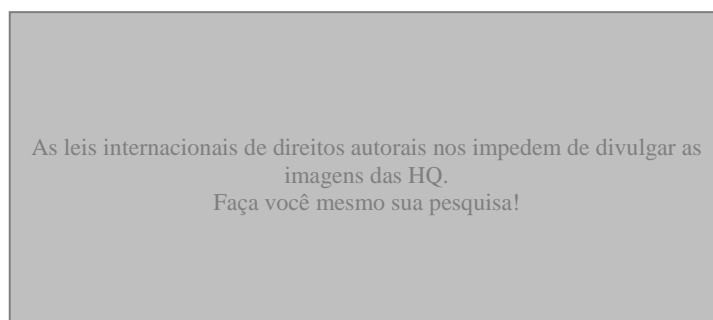 As leis internacionais de direitos autorais nos impedem de divulgar as
imagens das HQ.
Faça você mesmo sua pesquisa!